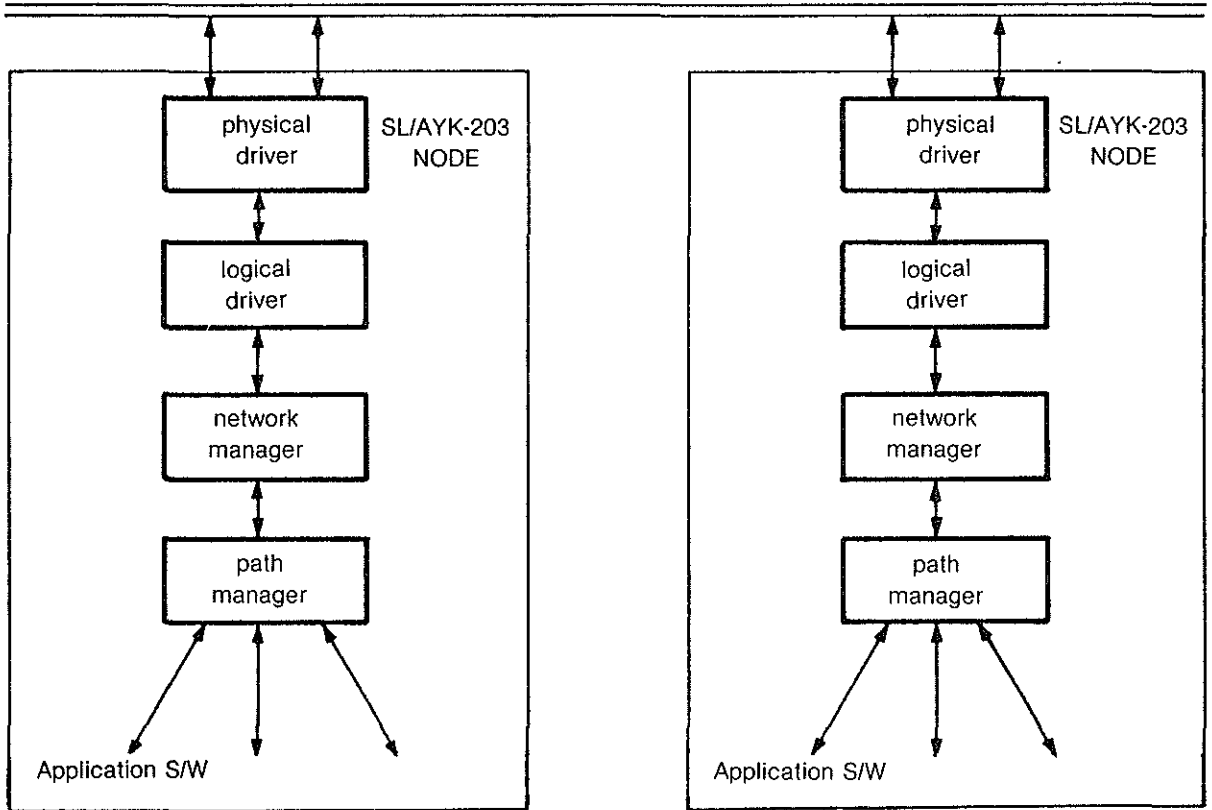 physical
driver
SL/AYK-203
NODE
logical
driver
network
manager
path
manager
Application S/W
physical
driver
SL/AYK-203
NODE
logical
driver
network
manager
path
manager
Application S/W